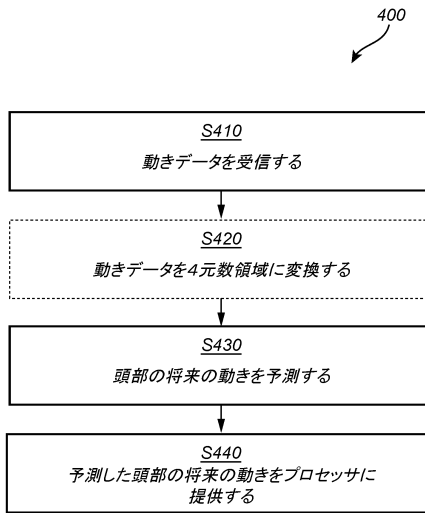 400
S410
動きデータを受信する
S420
動きデータを4元数領域に変換する
S430
頭部の将来の動きを予測する
S440
予測した頭部の将来の動きをプロセッサに
提供する